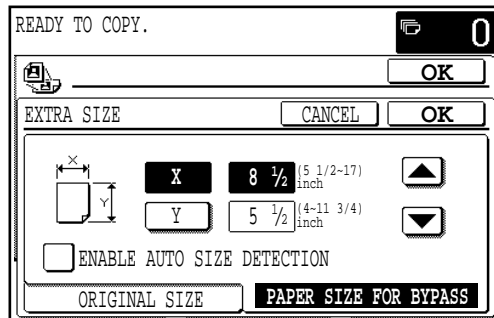 READY TO COPY.
0
OK
EXTRA SIZE
CANCEL
OK
X
Y
X
8 ½
(5 1/2~17)
inch
Y
5 ½
(4~11 3/4)
inch
ENABLE AUTO SIZE DETECTION
ORIGINAL SIZE
PAPER SIZE FOR BYPASS